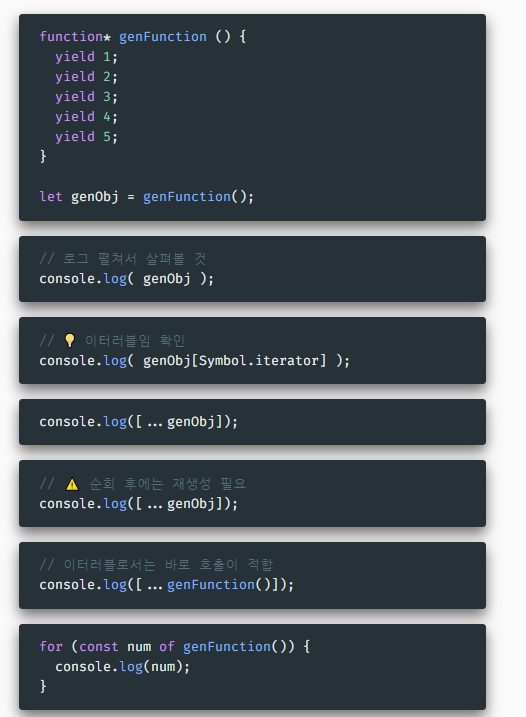 function* genFunction () {
yield 1;
yield 2;
yield 3;
yield 4;
yield 5;
}
let genObj = genFunction();
// 로그 펼쳐서 살펴볼 것
console.log( genObj );
// 💡 이터러블임 확인
console.log( genObj[Symbol.iterator] );
console.log([...genObj]);
// ⚠️ 순회 후에는 재생성 필요
console.log([...genObj]);
// 이터러블로서는 바로 호출이 적합
console.log([...genFunction()]);
for (const num of genFunction()) {
console.log(num);
}